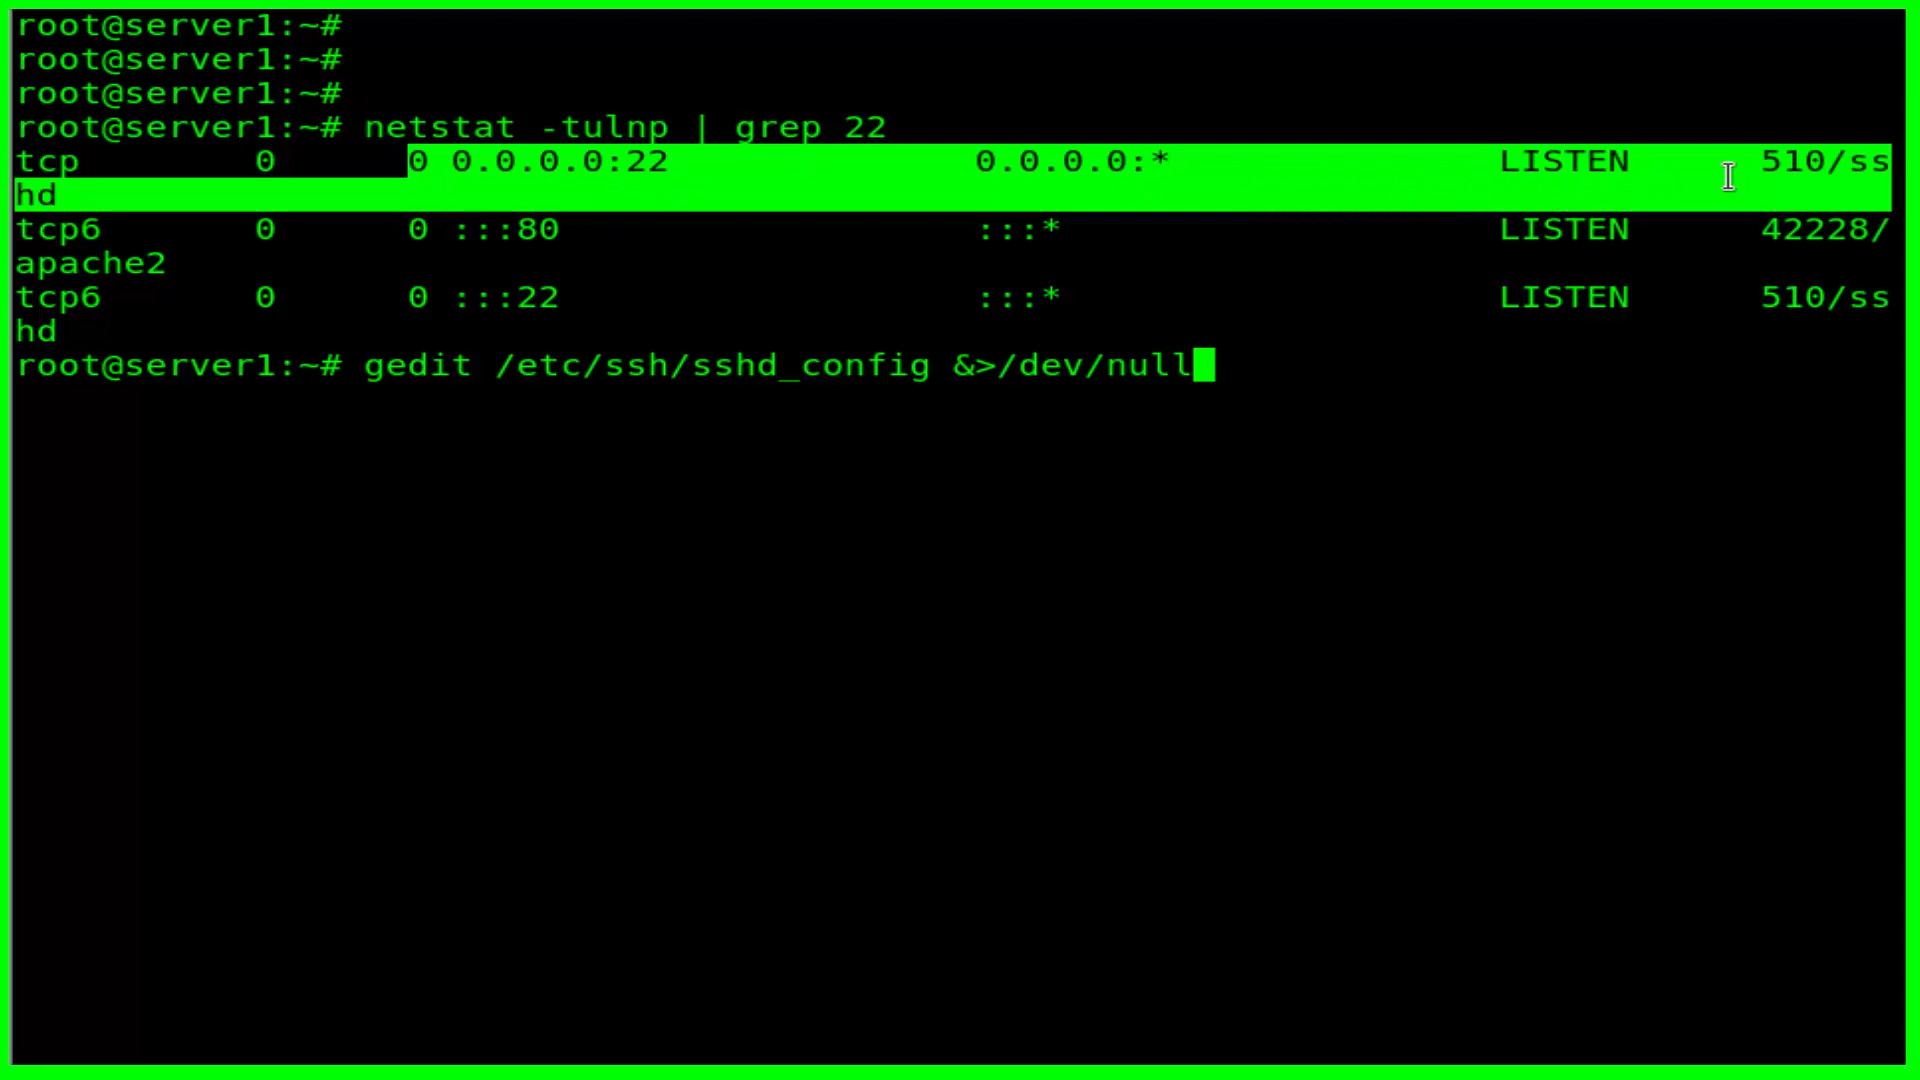 root@server1:~#
root@server1:~#
root@server1:~#
root@server1:~# netstat -tulnp | grep 22
tcp        0      0 0.0.0.0:22              0.0.0.0:*               LISTEN      510/ss
hd
tcp6       0      0 :::80                   :::*                    LISTEN      42228/
apache2
tcp6       0      0 :::22                   :::*                    LISTEN      510/ss
hd
root@server1:~# gedit /etc/ssh/sshd_config &>/dev/null